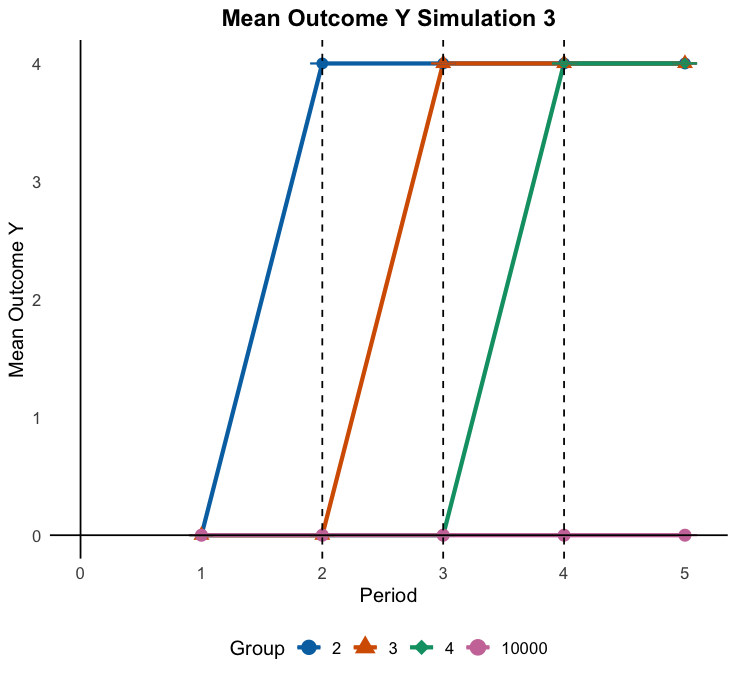 Mean Outcome Y Simulation 3
Mean Outcome Y
4
3
2
1
0
0 1 2 3 4 5
Period
Group 2 3 4 10000